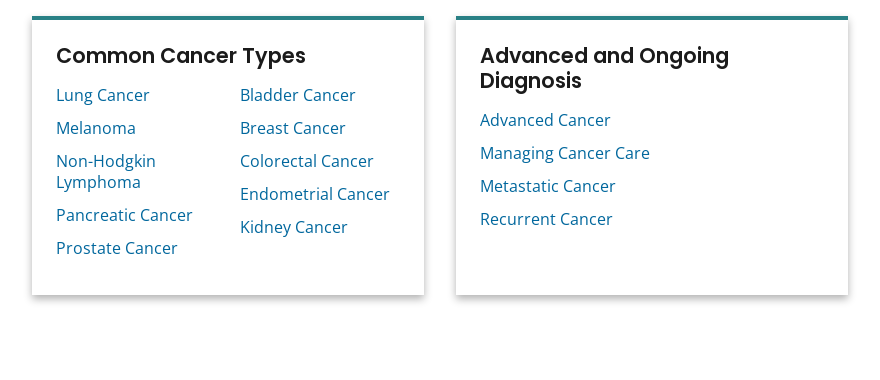 Common Cancer Types
Lung Cancer
Melanoma
Non-Hodgkin
Lymphoma
Pancreatic Cancer
Prostate Cancer
Bladder Cancer
Breast Cancer
Colorectal Cancer
Endometrial Cancer
Kidney Cancer
Advanced and Ongoing
Diagnosis
Advanced Cancer
Managing Cancer Care
Metastatic Cancer
Recurrent Cancer